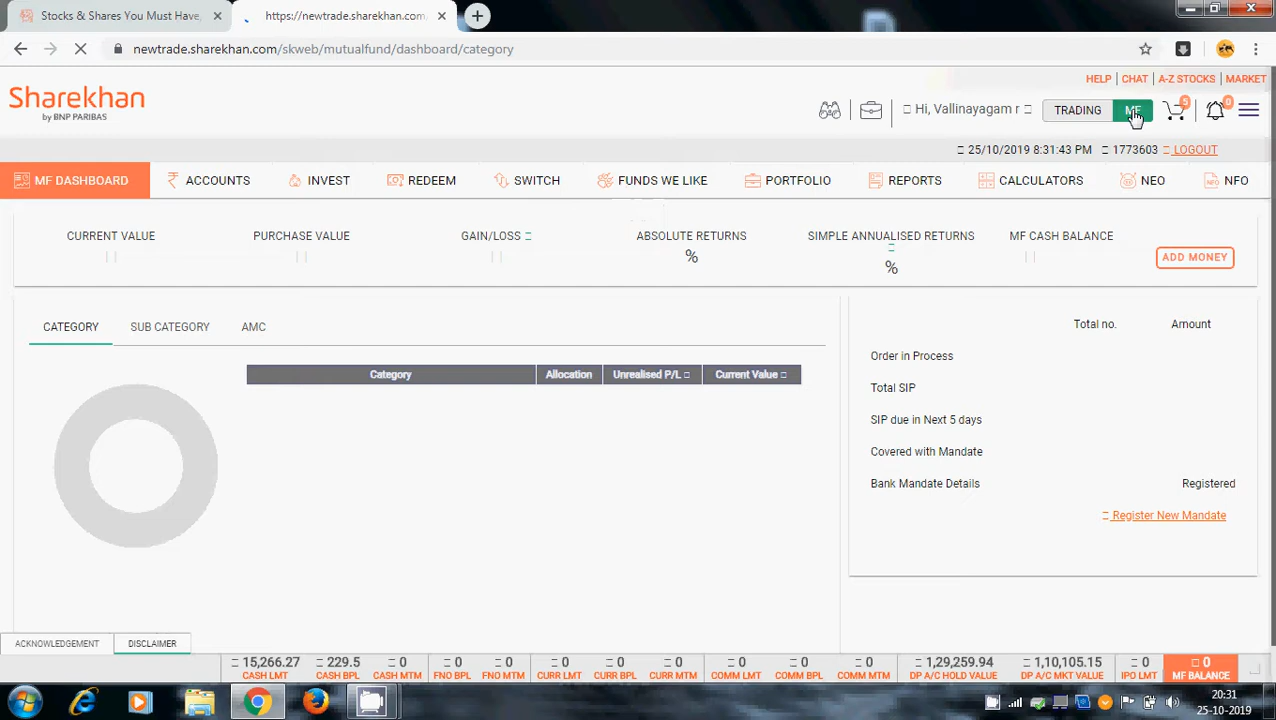 Stocks & Shares You Must Have,
https://newtrade.sharekhan.com/
newtrade.sharekhan.com/skweb/mutualfund/dashboard/category
HELP | CHAT | A-Z STOCKS | MARKET
Sharekhan
by BNP PARIBAS
Hi, Vallinayagam r
TRADING
MF
5
0
25/10/2019 8:31:43 PM
1773603
LOGOUT
MF DASHBOARD
ACCOUNTS
INVEST
REDEEM
SWITCH
FUNDS WE LIKE
PORTFOLIO
REPORTS
CALCULATORS
NEO
NFO
CURRENT VALUE
PURCHASE VALUE
GAIN/LOSS
ABSOLUTE RETURNS
%
SIMPLE ANNUALISED RETURNS
%
MF CASH BALANCE
ADD MONEY
CATEGORY
SUB CATEGORY
AMC
Category
Allocation
Unrealised P/L
Current Value
Total no.
Amount
Order in Process
Total SIP
SIP due in Next 5 days
Covered with Mandate
Bank Mandate Details
Registered
Register New Mandate
ACKNOWLEDGEMENT
DISCLAIMER
15,266.27
CASH LMT
229.5
CASH BPL
0
CASH MTM
0
FNO BPL
0
FNO MTM
0
CURR LMT
0
CURR BPL
0
CURR MTM
0
COMM LMT
0
COMM BPL
0
COMM MTM
1,29,259.94
DP A/C HOLD VALUE
1,10,105.15
DP A/C MKT VALUE
0
IPO LMT
0
MF BALANCE
20:31
25-10-2019